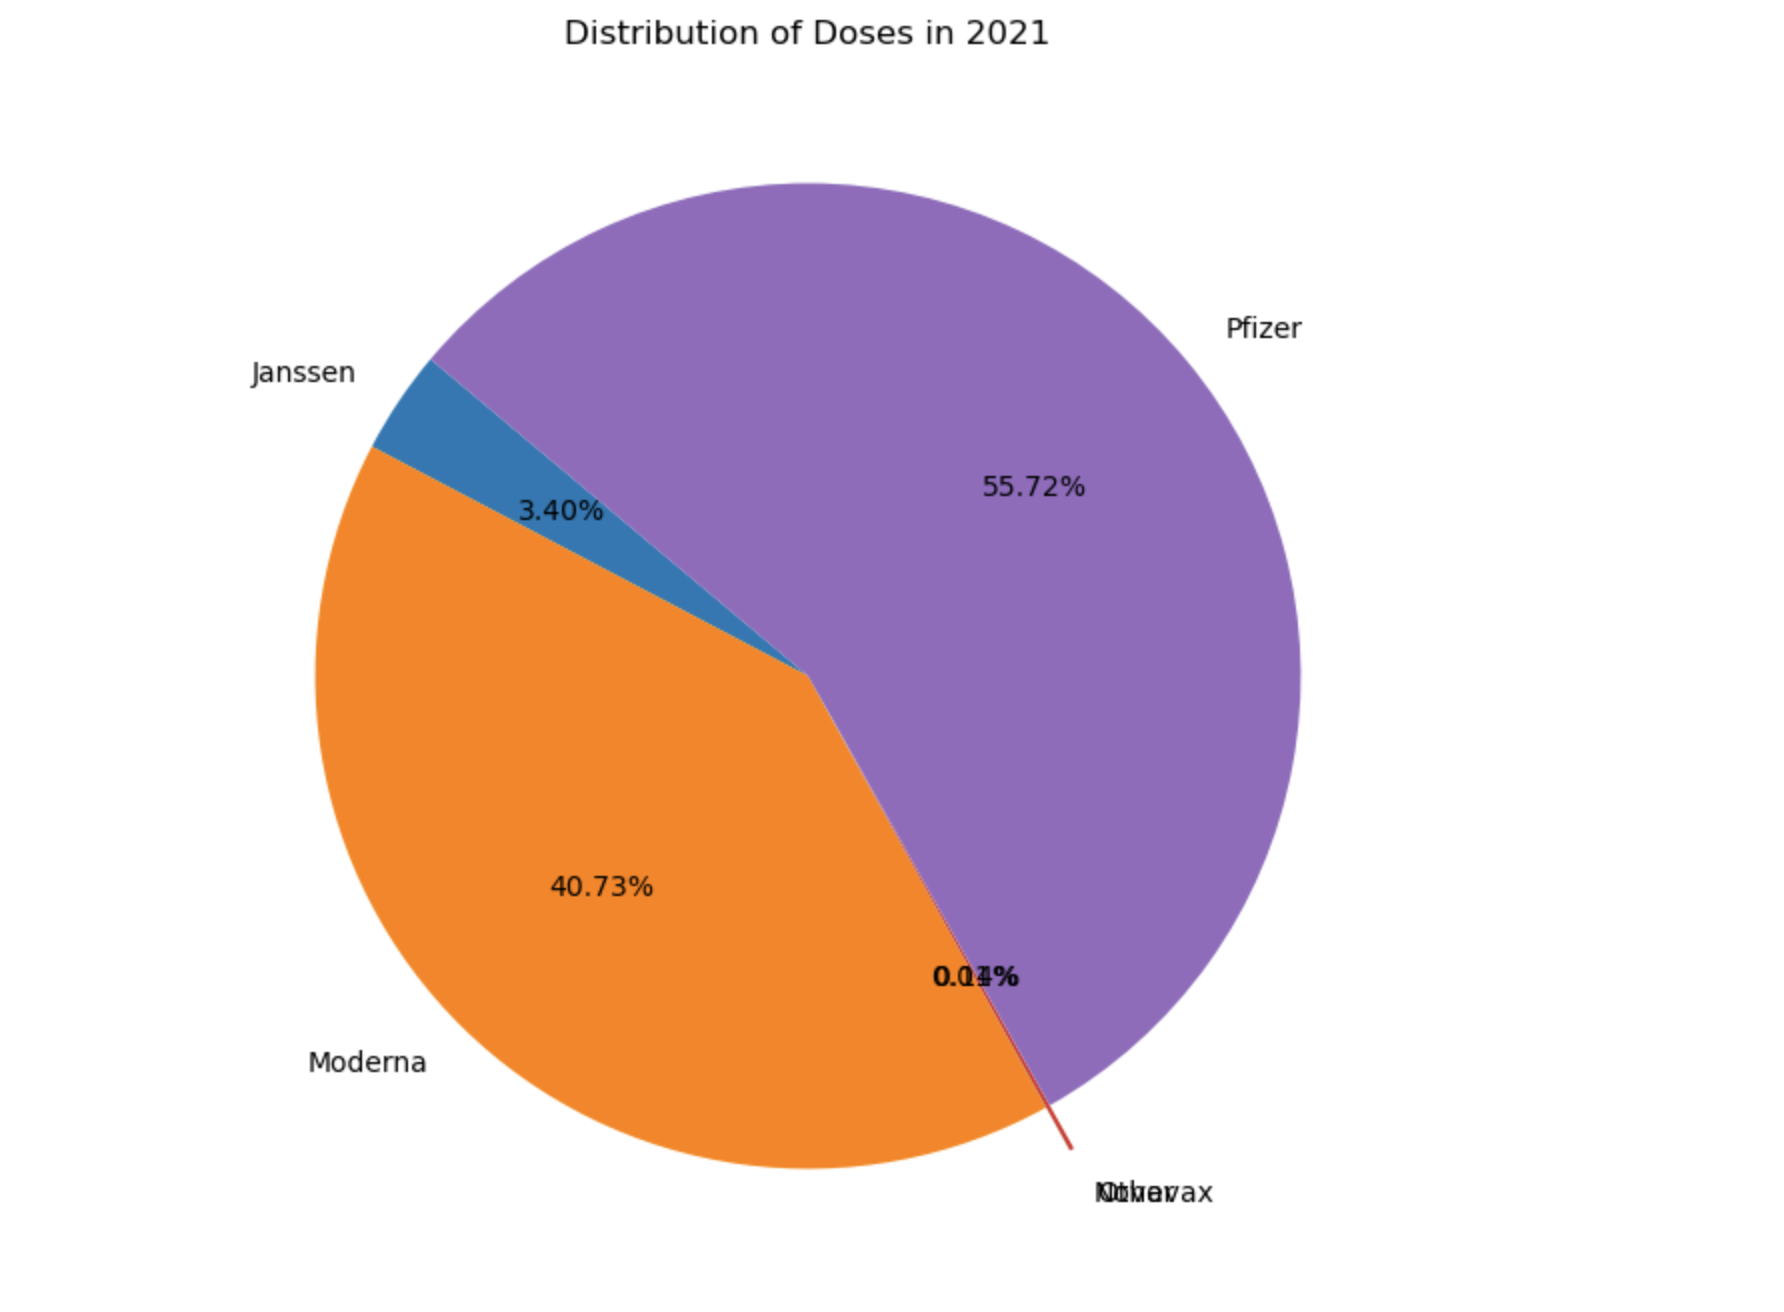 Distribution of Doses in 2021
Pfizer
Janssen
55.72%
3.40%
40.73%
Moderna